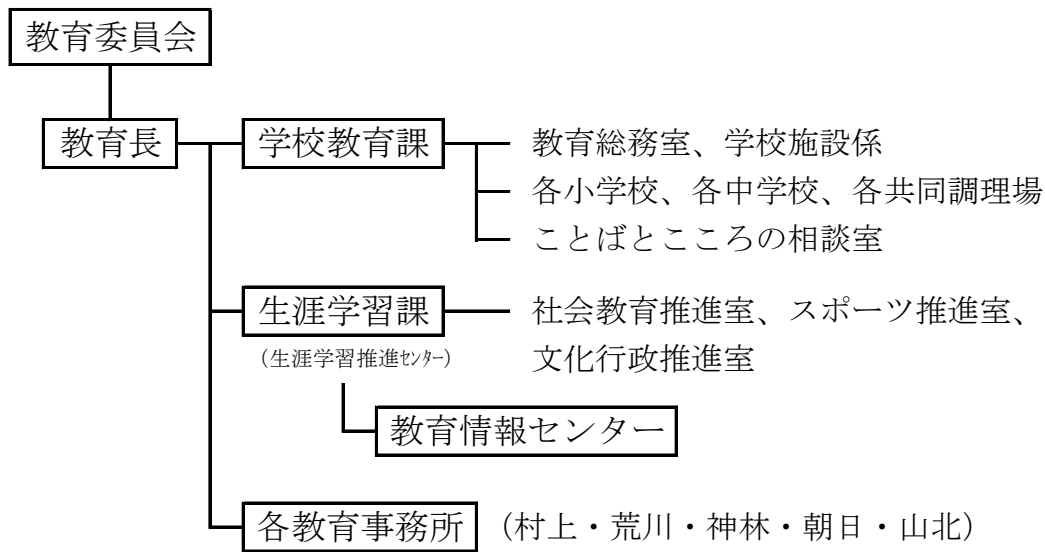 教育委員会
教育長
学校教育課
教育総務室、学校施設係
各小学校、各中学校、各共同調理場
ことばとこころの相談室
生涯学習課
(生涯学習推進ｾﾝﾀｰ)
社会教育推進室、スポーツ推進室、
文化行政推進室
教育情報センター
各教育事務所 (村上・荒川・神林・朝日・山北)